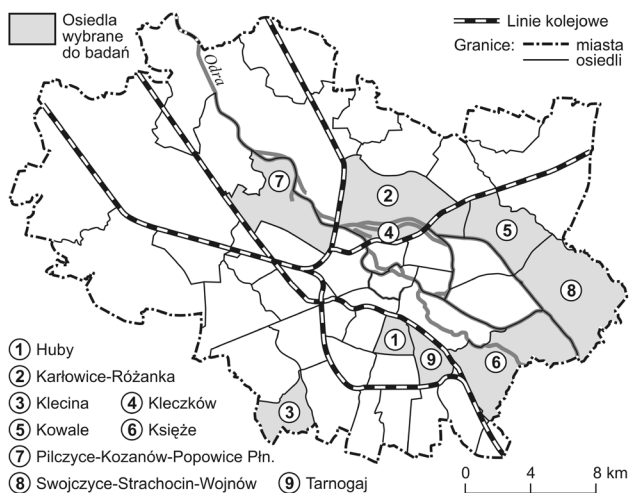 Osiedla
wybrane
do badań
Linie kolejowe
Granice: miasta
osiedli
Odra
7
2
4
5
8
1
9
6
3
1 Huby
2 Karłowice-Różanka
3 Klecina 4 Kleczków
5 Kowale 6 Księże
7 Pilczyce-Kozanów-Popowice Płn.
8 Swojczyce-Strachocin-Wojnów 9 Tarnogaj
0 4 8 km